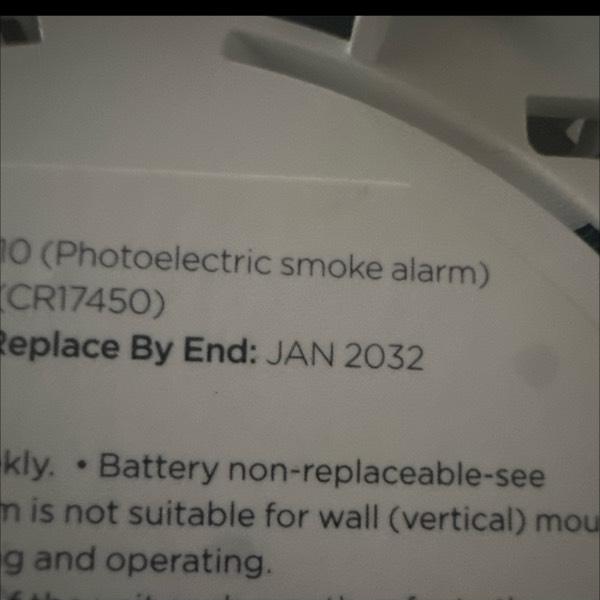 10 (Photoelectric smoke alarm)
(CR17450)
Replace By End: JAN 2032
kly. • Battery non-replaceable-see
m is not suitable for wall (vertical) mou
g and operating.